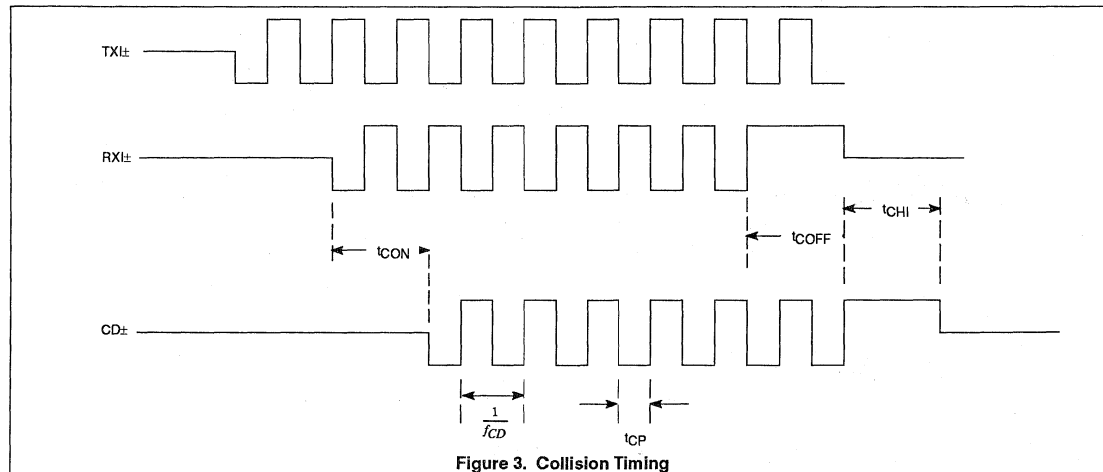 TXI±
RXI±
tCHI
tCOFF
tCON
CD±
1
fCD
tCP
Figure 3. Collision Timing